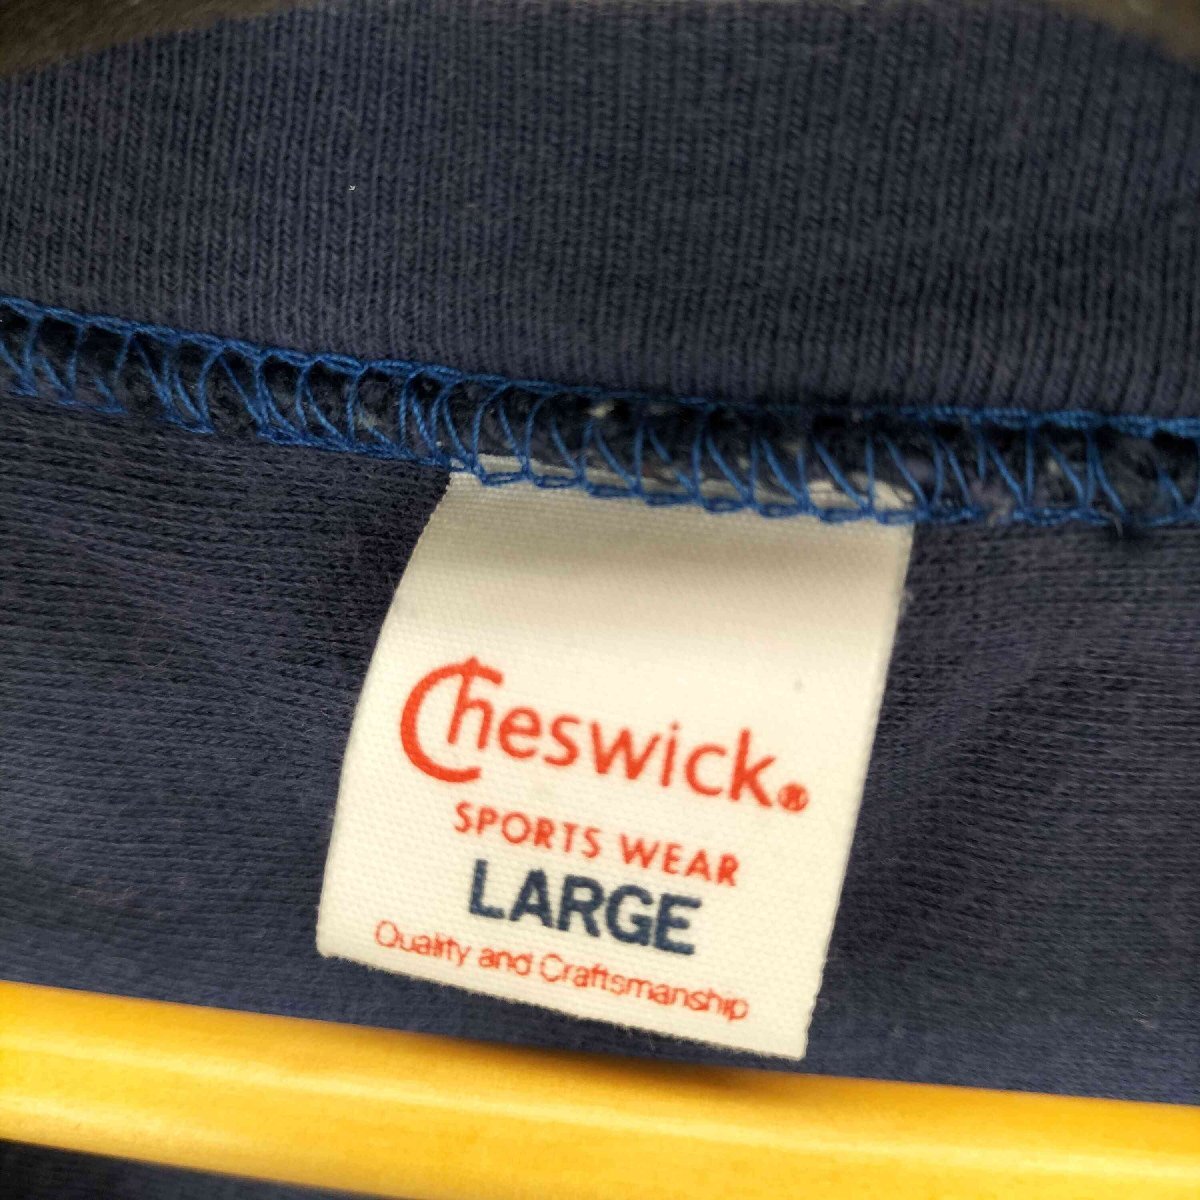 Cheswick®
SPORTS WEAR
LARGE
Quality and Craftsmanship